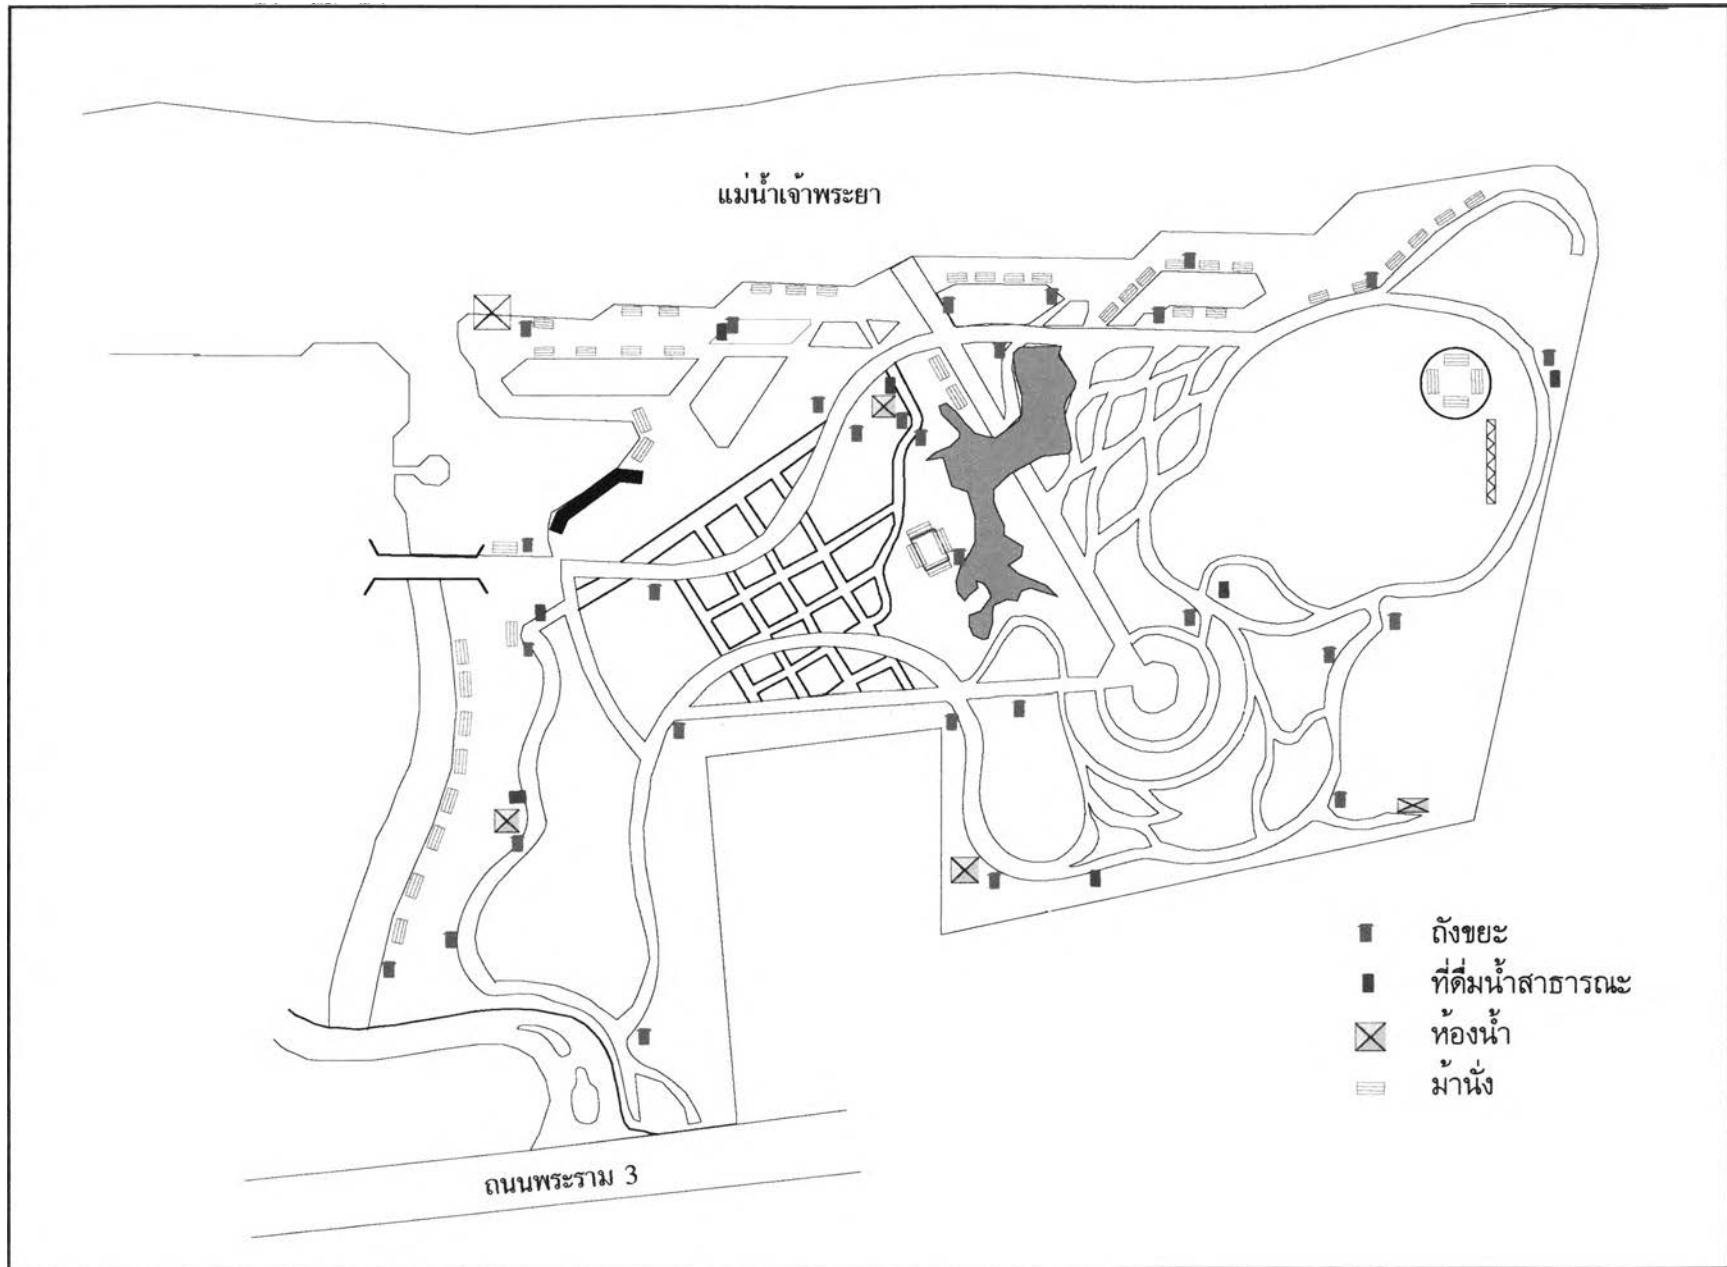 แม่น้ำเจ้าพระยา
ถังขยะ
ที่ดื่มน้ำสาธารณะ
ห้องน้ำ
ม้านั่ง
ถนนพระราม 3